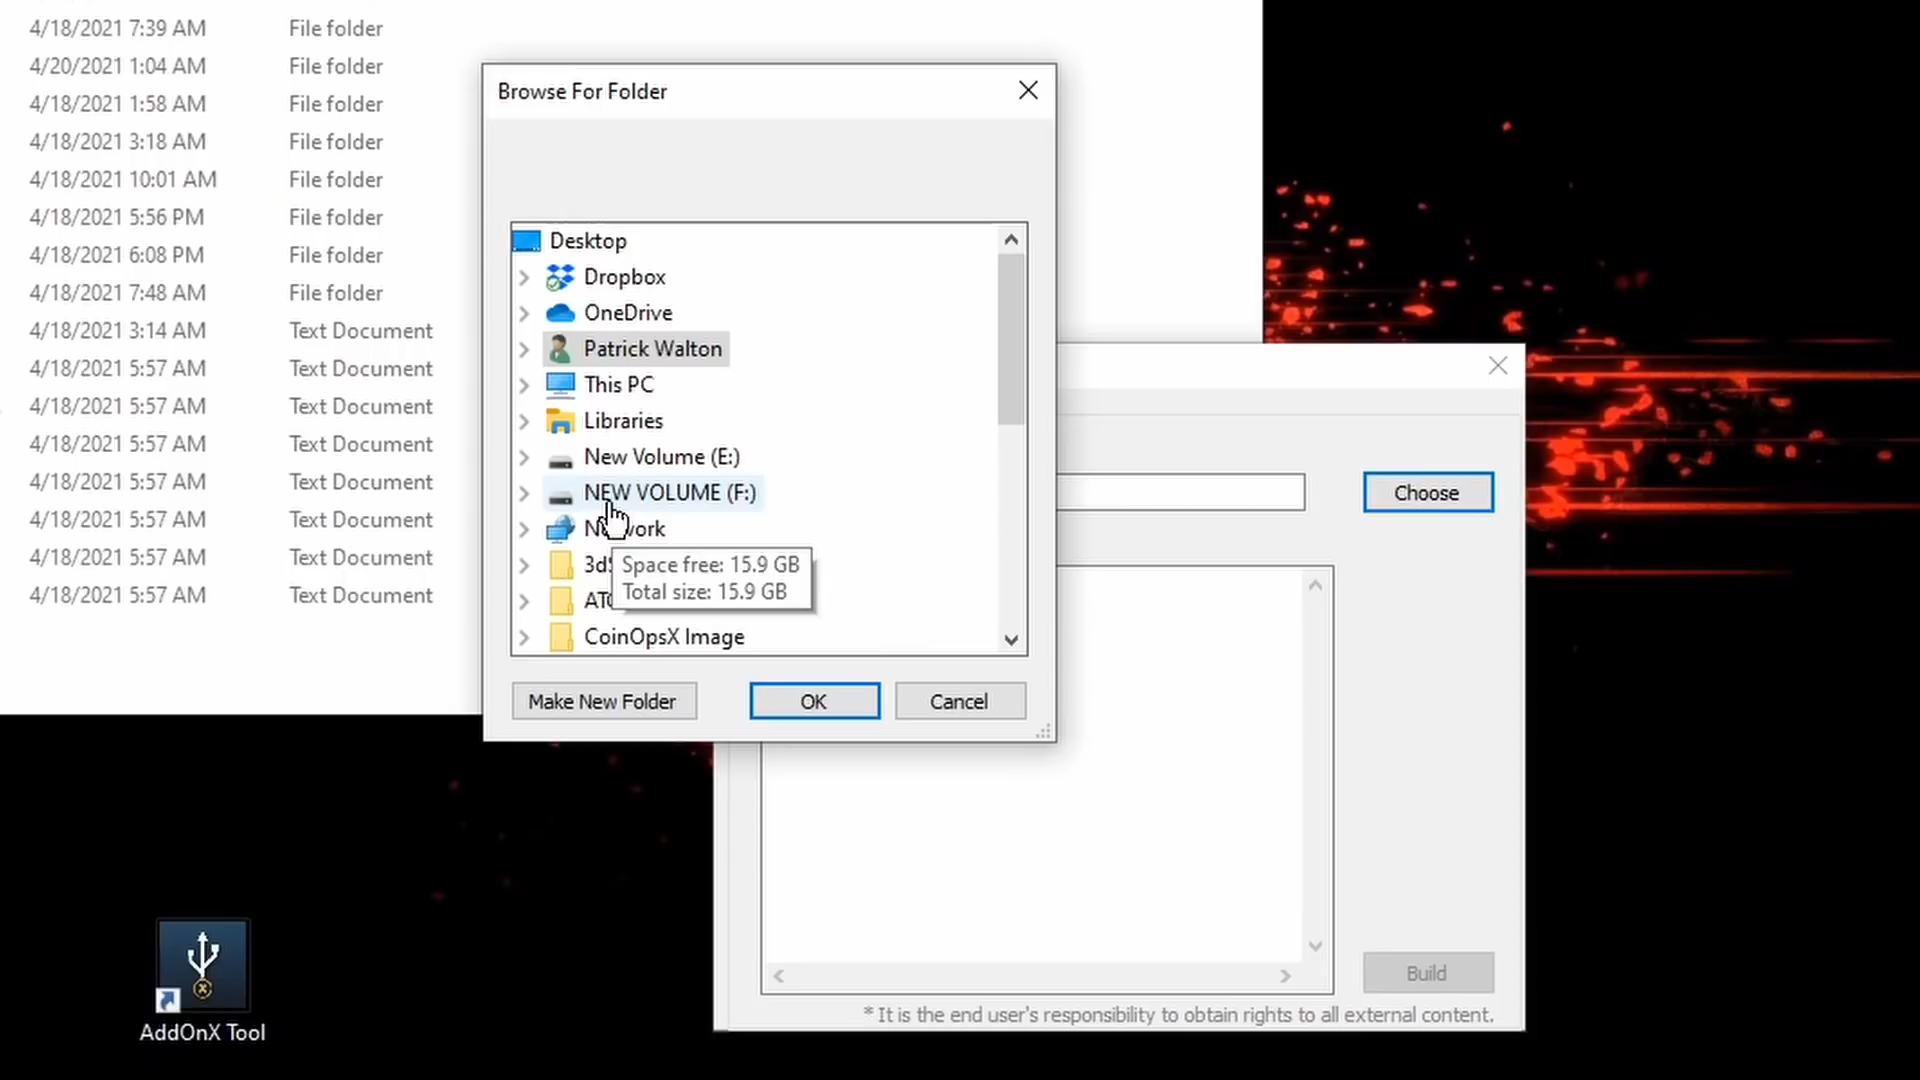 4/18/2021 7:39 AM File folder
4/20/2021 1:04 AM File folder
4/18/2021 1:58 AM File folder
4/18/2021 3:18 AM File folder
4/18/2021 10:01 AM File folder
4/18/2021 5:56 PM File folder
4/18/2021 6:08 PM File folder
4/18/2021 7:48 AM File folder
4/18/2021 3:14 AM Text Document
4/18/2021 5:57 AM Text Document
4/18/2021 5:57 AM Text Document
4/18/2021 5:57 AM Text Document
4/18/2021 5:57 AM Text Document
4/18/2021 5:57 AM Text Document
4/18/2021 5:57 AM Text Document
4/18/2021 5:57 AM Text Document
Browse For Folder
Desktop
Dropbox
OneDrive
Patrick Walton
This PC
Libraries
New Volume (E:)
NEW VOLUME (F:)
Space free: 15.9 GB
Total size: 15.9 GB
CoinOpsX Image
Make New Folder OK Cancel
Choose
Build
* It is the end user's responsibility to obtain rights to all external content.
AddOnX Tool